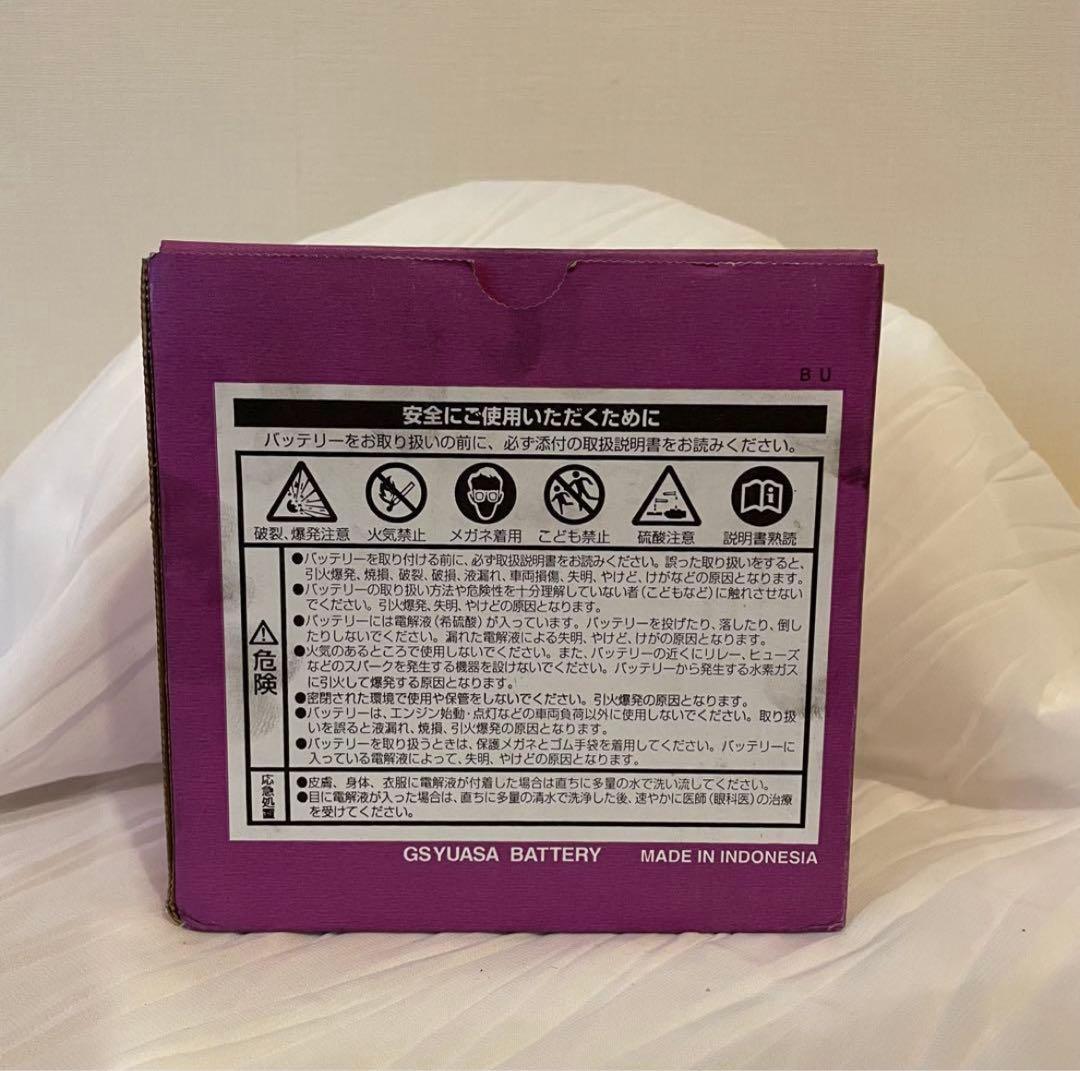 B U
安全にご使用いただくために
バッテリーをお取り扱いの前に、必ず添付の取扱説明書をお読みください。
破裂、爆発注意 火気禁止 メガネ着用 こども禁止 硫酸注意 説明書熟読
危険
●バッテリーを取り付ける前に、必ず取扱説明書をお読みください。誤った取り扱いをすると、
引火爆発、焼損、破裂、破損、液漏れ、車両損傷、失明、やけど、けがなどの原因となります。
●バッテリーの取り扱い方法や危険性を十分理解していない者(こどもなど)に触れさせない
でください。引火爆発、失明、やけどの原因となります。
●バッテリーには電解液(希硫酸)が入っています。バッテリーを投げたり、落したり、倒し
たりしないでください。漏れた電解液による失明、やけど、けがの原因となります。
●火気のあるところで使用しないでください。また、バッテリーの近くにリレー、ヒューズ
などのスパークを発生する機器を設けないでください。バッテリーから発生する水素ガス
に引火して爆発する原因となります。
●密閉された環境で使用や保管をしないでください。引火爆発の原因となります。
●バッテリーは、エンジン始動・点灯などの車両負荷以外に使用しないでください。取り扱
いを誤ると液漏れ、焼損、引火爆発の原因となります。
●バッテリーを取り扱うときは、保護メガネとゴム手袋を着用してください。バッテリーに
入っている電解液によって、失明、やけどの原因となります。
応急処置
●皮膚、身体、衣服に電解液が付着した場合は直ちに多量の水で洗い流してください。
●目に電解液が入った場合は、直ちに多量の清水で洗浄した後、速やかに医師(眼科医)の治療
を受けてください。
GSYUASA BATTERY MADE IN INDONESIA